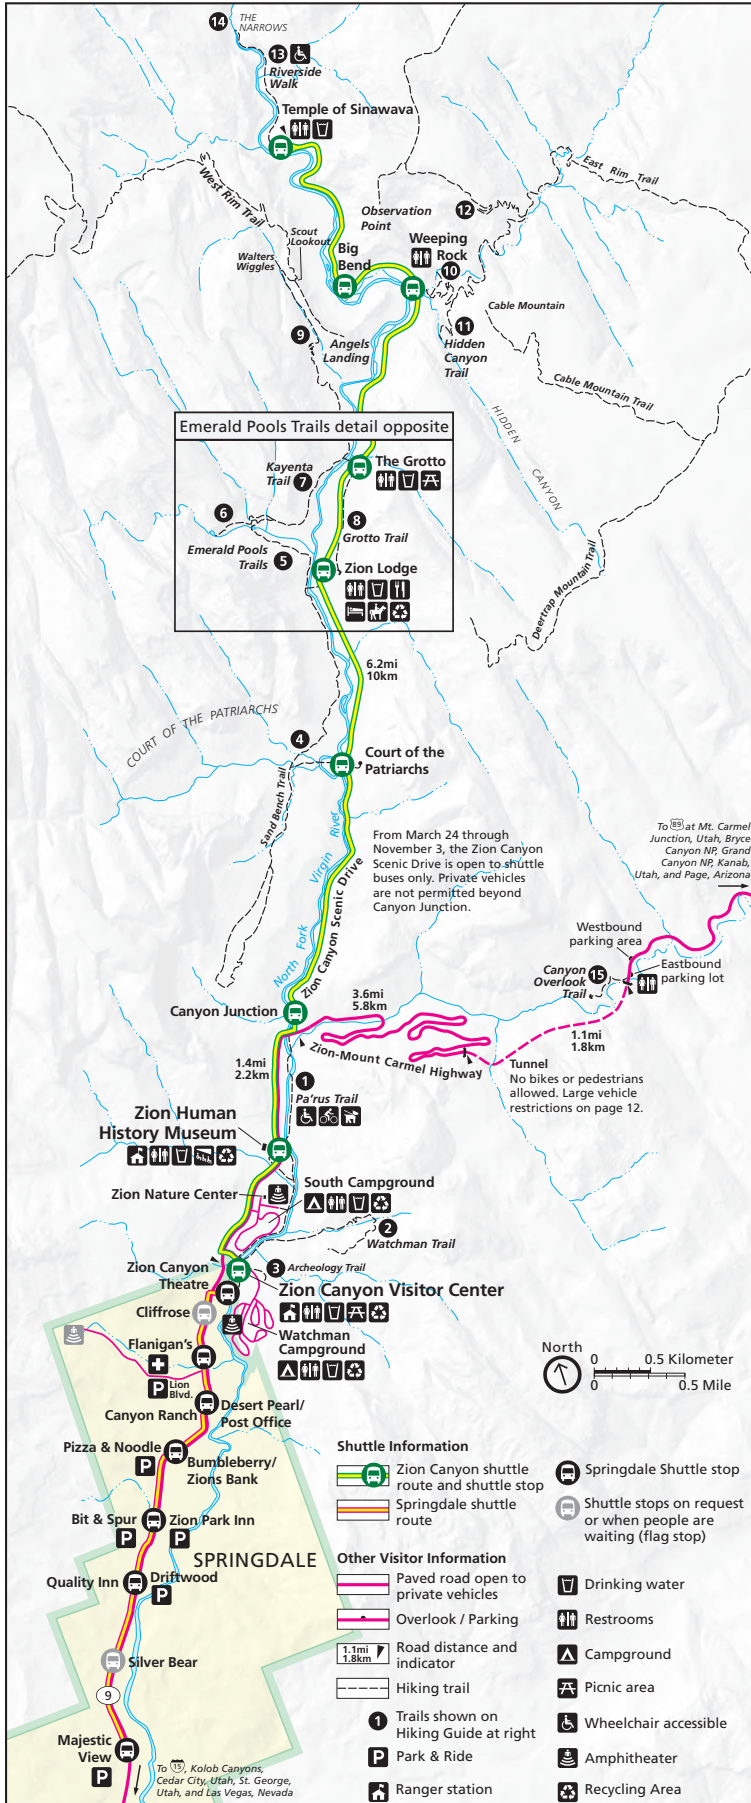 14
THE
NARROWS
13
Riverside
Walk
Temple of Sinawava
East Rim Trail
West Rim Trail
12
Observation
Point
Scout
Lookout
Walters
Wiggles
Big
Bend
Weeping
Rock
10
Cable Mountain
9
Angels
Landing
11
Hidden
Canyon
Trail
Cable Mountain Trail
HIDDEN
CANYON
Emerald Pools Trails detail opposite
The Grotto
Kayenta
Trail 7
6
8
Grotto Trail
Emerald Pools
Trails
5
Zion Lodge
Deertrap Mountain Trail
6.2mi
10km
COURT OF THE PATRIARCHS
4
Court of the
Patriarchs
Sand Bench Trail
North Fork Virgin River
Zion Canyon Scenic Drive
From March 24 through
November 3, the Zion Canyon
Scenic Drive is open to shuttle
buses only. Private vehicles
are not permitted beyond
Canyon Junction.
To 89 at Mt. Carmel
Junction, Utah, Bryce
Canyon NP, Grand
Canyon NP, Kanab,
Utah, and Page, Arizona
Westbound
parking area
Canyon
Overlook
Trail
15
Eastbound
parking lot
Canyon Junction
3.6mi
5.8km
1.1mi
1.8km
Zion-Mount Carmel Highway
Tunnel
No bikes or pedestrians
allowed. Large vehicle
restrictions on page 12.
1.4mi
2.2km
1
Pa'rus Trail
Zion Human
History Museum
South Campground
Zion Nature Center
2
Watchman Trail
Zion Canyon
Theatre
3 Archeology Trail
Zion Canyon Visitor Center
Cliffrose
Watchman
Campground
Flanigan's
P Lion
Blvd.
Canyon Ranch
Desert Pearl/
Post Office
Pizza & Noodle
P
Bumbleberry/
Zions Bank
Bit & Spur
P
Zion Park Inn
P
SPRINGDALE
Quality Inn
Driftwood
P
Silver Bear
9
Majestic
View
P
To 15, Kolob Canyons,
Cedar City, Utah, St. George,
Utah, and Las Vegas, Nevada
North
0 0.5 Kilometer
0 0.5 Mile
Shuttle Information
Zion Canyon shuttle
route and shuttle stop
Springdale shuttle
route
Springdale Shuttle stop
Shuttle stops on request
or when people are
waiting (flag stop)
Other Visitor Information
Paved road open to
private vehicles
Overlook / Parking
1.1mi
1.8km
Road distance and
indicator
Hiking trail
1
Trails shown on
Hiking Guide at right
P Park & Ride
Ranger station
Drinking water
Restrooms
Campground
Picnic area
Wheelchair accessible
Amphitheater
Recycling Area